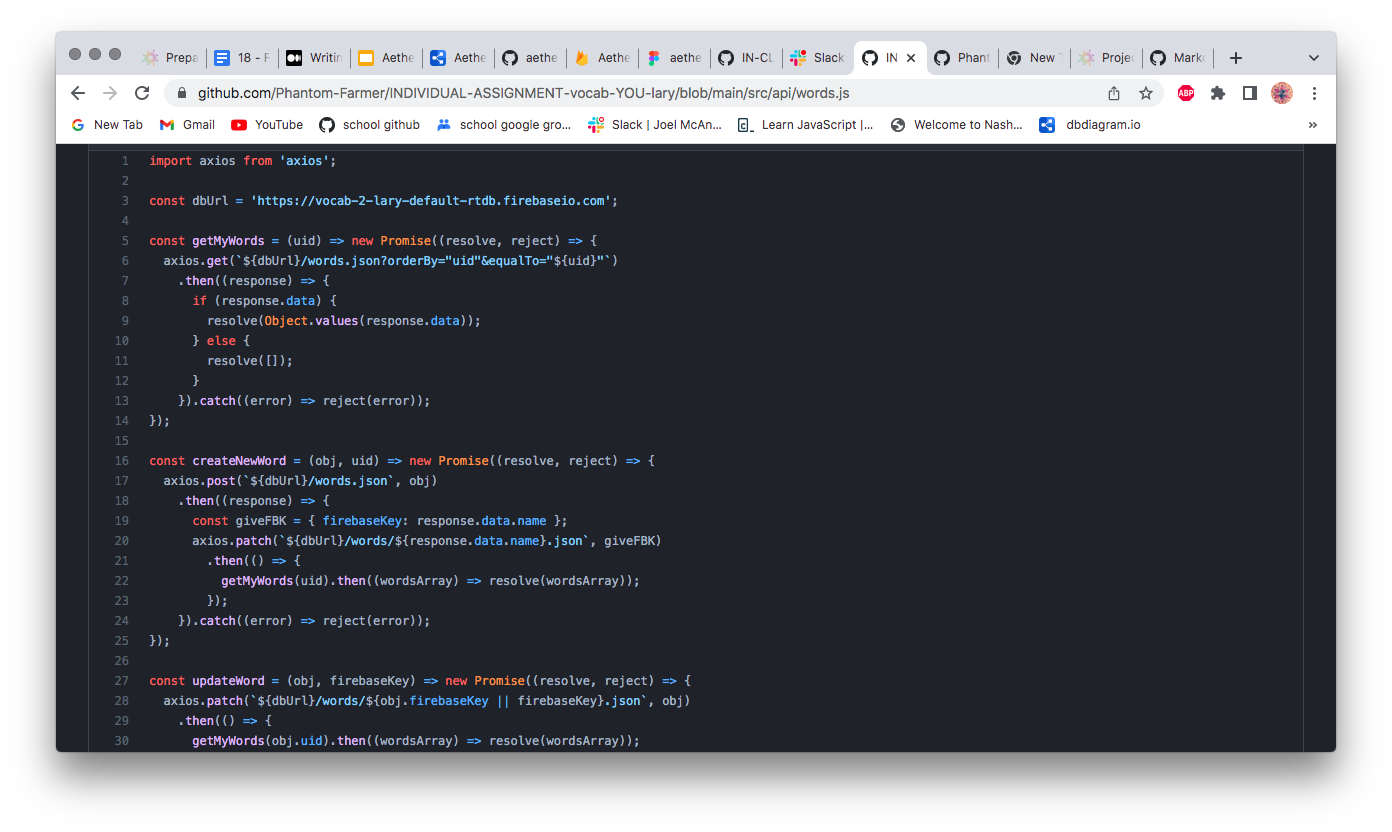 Prepa
18 - F
Writin
Aethe
Aethe
aethe
Aethe
aethe
IN-CL
Slack
IN
Phant
New T
Projec
Marko
github.com/Phantom-Farmer/INDIVIDUAL-ASSIGNMENT-vocab-YOU-lary/blob/main/src/api/words.js
ABP
New Tab
Gmail
YouTube
school github
school google gro...
Slack | Joel McAn...
Learn JavaScript |...
Welcome to Nash...
dbdiagram.io
»
1 import axios from 'axios';
2
3 const dbUrl = 'https://vocab-2-lary-default-rtdb.firebaseio.com';
4
5 const getMyWords = (uid) => new Promise((resolve, reject) => {
6   axios.get(`${dbUrl}/words.json?orderBy="uid"&equalTo="${uid}"`)
7     .then((response) => {
8       if (response.data) {
9         resolve(Object.values(response.data));
10       } else {
11         resolve([]);
12       }
13     }).catch((error) => reject(error));
14 });
15
16 const createNewWord = (obj, uid) => new Promise((resolve, reject) => {
17   axios.post(`${dbUrl}/words.json`, obj)
18     .then((response) => {
19       const giveFBK = { firebaseKey: response.data.name };
20       axios.patch(`${dbUrl}/words/${response.data.name}.json`, giveFBK)
21         .then(() => {
22           getMyWords(uid).then((wordsArray) => resolve(wordsArray));
23         });
24     }).catch((error) => reject(error));
25 });
26
27 const updateWord = (obj, firebaseKey) => new Promise((resolve, reject) => {
28   axios.patch(`${dbUrl}/words/${obj.firebaseKey || firebaseKey}.json`, obj)
29     .then(() => {
30       getMyWords(obj.uid).then((wordsArray) => resolve(wordsArray));